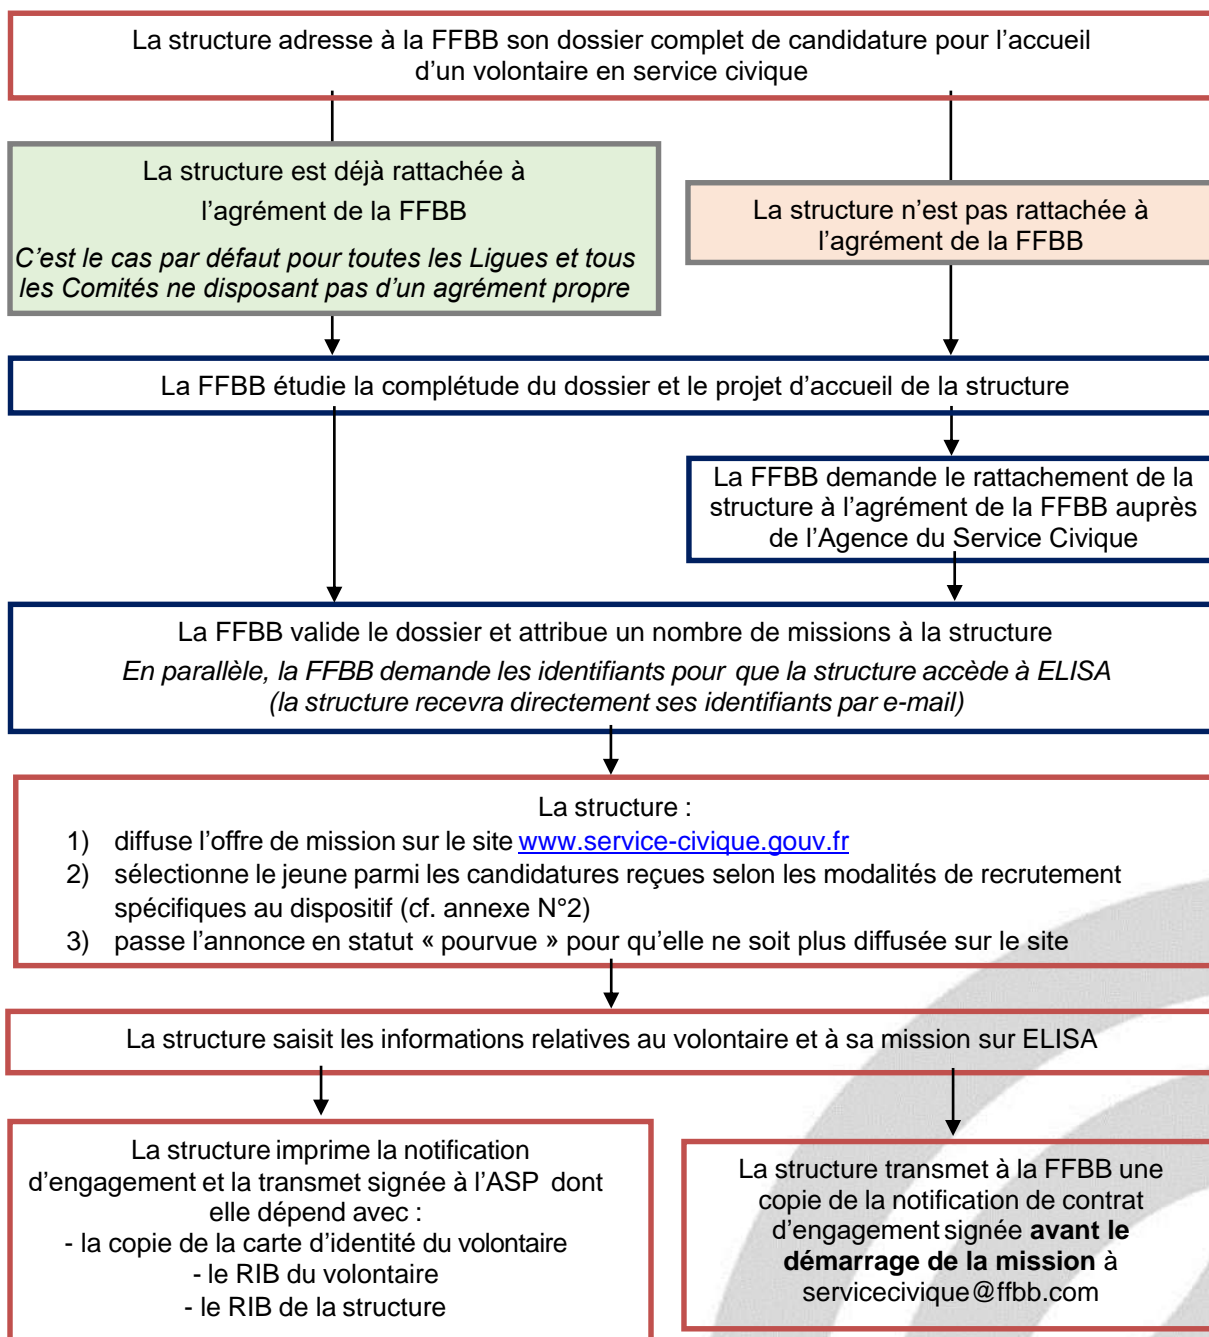 La structure adresse à la FFBB son dossier complet de candidature pour l’accueil
d’un volontaire en service civique
La structure est déjà rattachée à
l’agrément de la FFBB
C’est le cas par défaut pour toutes les Ligues et tous
les Comités ne disposant pas d’un agrément propre
La structure n’est pas rattachée à
l’agrément de la FFBB
La FFBB étudie la complétude du dossier et le projet d’accueil de la structure
La FFBB demande le rattachement de la
structure à l’agrément de la FFBB auprès
de l’Agence du Service Civique
La FFBB valide le dossier et attribue un nombre de missions à la structure
En parallèle, la FFBB demande les identifiants pour que la structure accède à ELISA
(la structure recevra directement ses identifiants par e-mail)
La structure :
1) diffuse l’offre de mission sur le site www.service-civique.gouv.fr
2) sélectionne le jeune parmi les candidatures reçues selon les modalités de recrutement
spécifiques au dispositif (cf. annexe N°2)
3) passe l’annonce en statut « pourvue » pour qu’elle ne soit plus diffusée sur le site
La structure saisit les informations relatives au volontaire et à sa mission sur ELISA
La structure imprime la notification
d’engagement et la transmet signée à l’ASP dont
elle dépend avec :
- la copie de la carte d’identité du volontaire
- le RIB du volontaire
- le RIB de la structure
La structure transmet à la FFBB une
copie de la notification de contrat
d’engagement signée avant le
démarrage de la mission à
servicecivique@ffbb.com